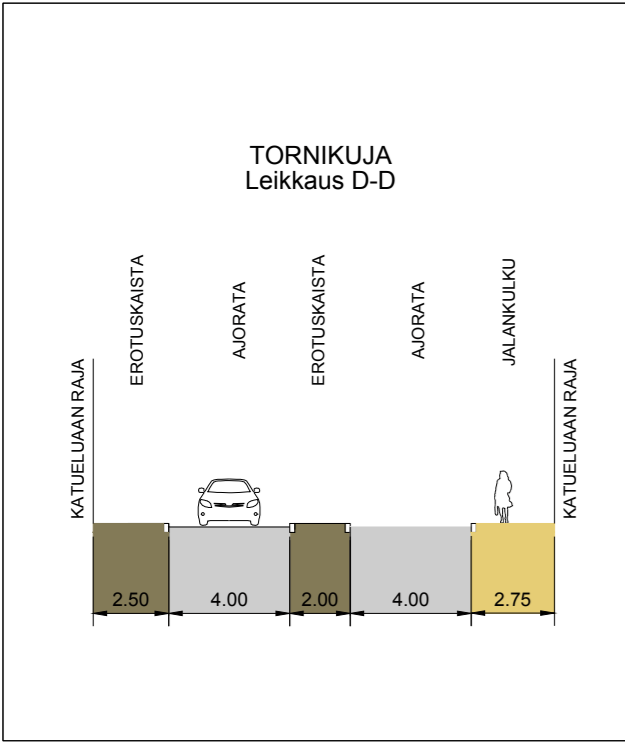 TORNIKUJA
Leikkaus D-D
KATUELUAAN RAJA
EROTUSKAISTA
AJORATA
EROTUSKAISTA
AJORATA
JALANKULKU
KATUELUAAN RAJA
2.50
4.00
2.00
4.00
2.75